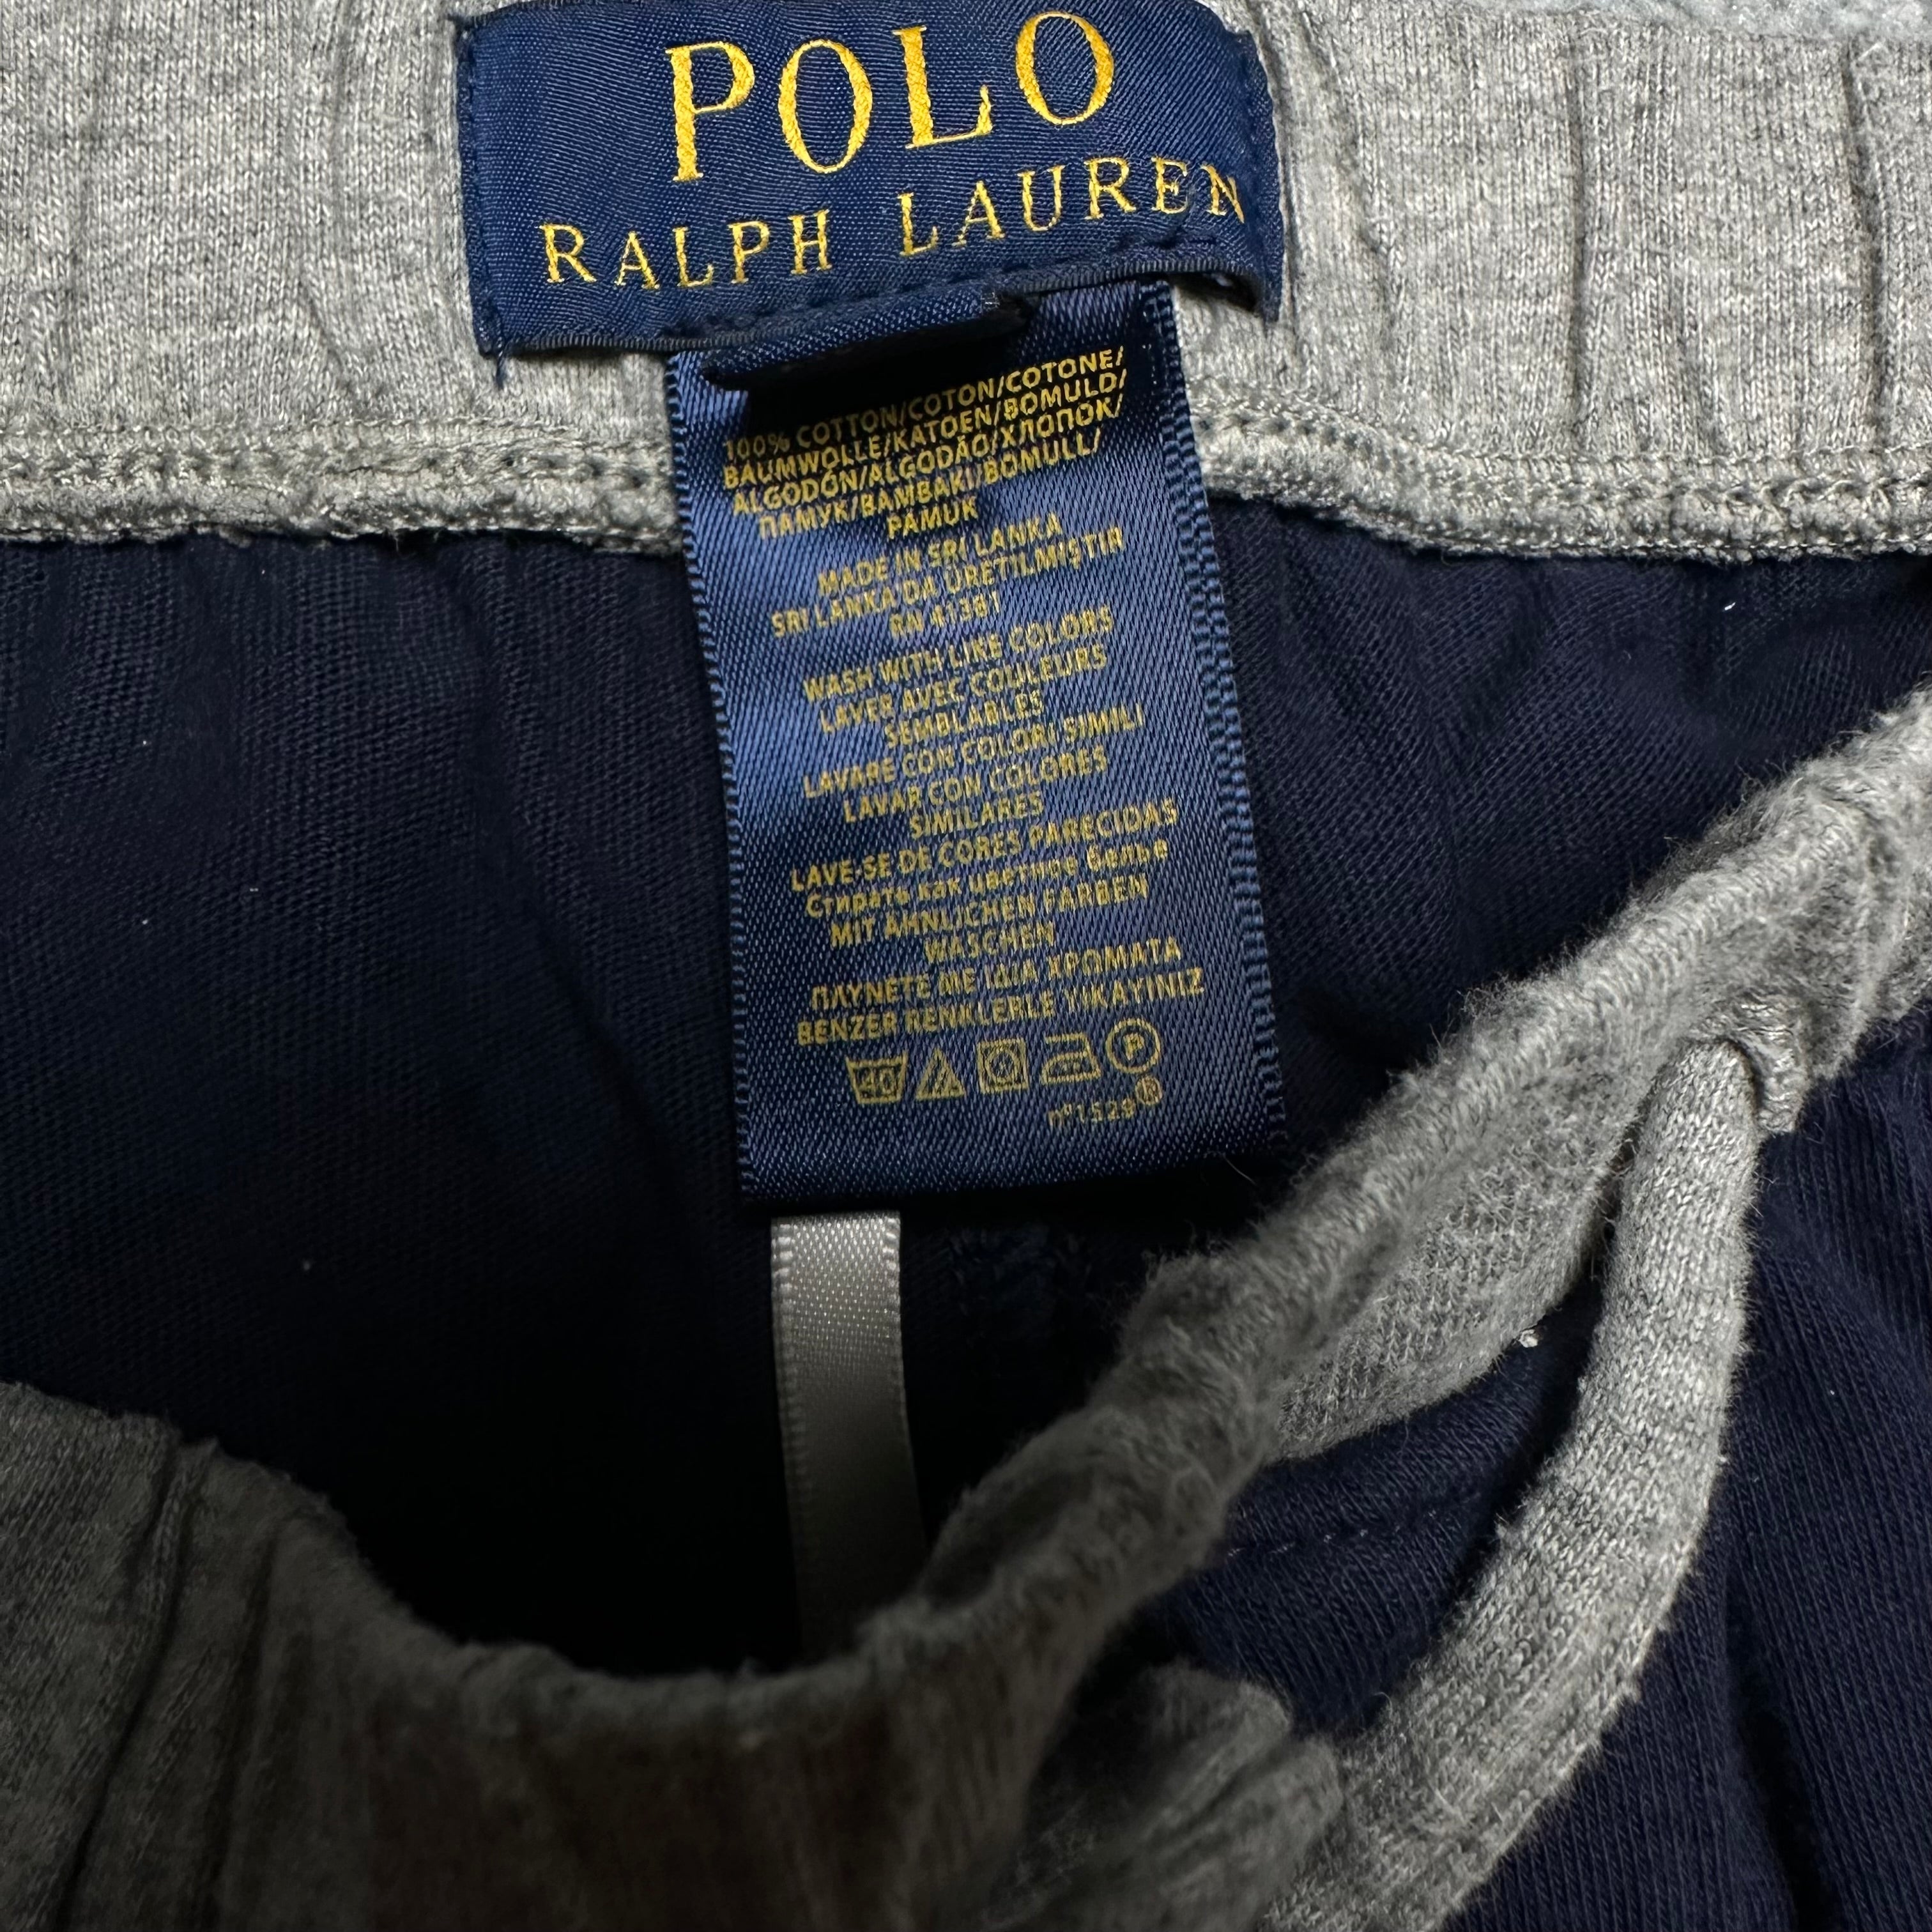 POLO
RALPH LAUREN
100% COTTON/COTON/COTONE/
BAUMWOLLE/KATOEN/BOMULD/
ALGODÓN/ALGODÃO/ХЛОПОК/
ПАМУК/ΒΑΜΒΑΚΙ/BOMULL/
PAMUK
MADE IN SRI LANKA
SRI LANKA DA ÜRETILMIŞTIR
RN 41381
WASH WITH LIKE COLORS
LAVER AVEC COULEURS
SEMBLABLES
LAVARE CON COLORI SIMILI
LAVAR CON COLORES
SIMILARES
LAVE-SE DE CORES PARECIDAS
Стирать как цветное белье
MIT ÄHNLICHEN FARBEN
WASCHEN
ΠΛΥΝΕΤΕ ΜΕ ΙΔΙΑ ΧΡΩΜΑΤΑ
BENZER RENKLERLE YIKAYINIZ
40 P
n°1529®